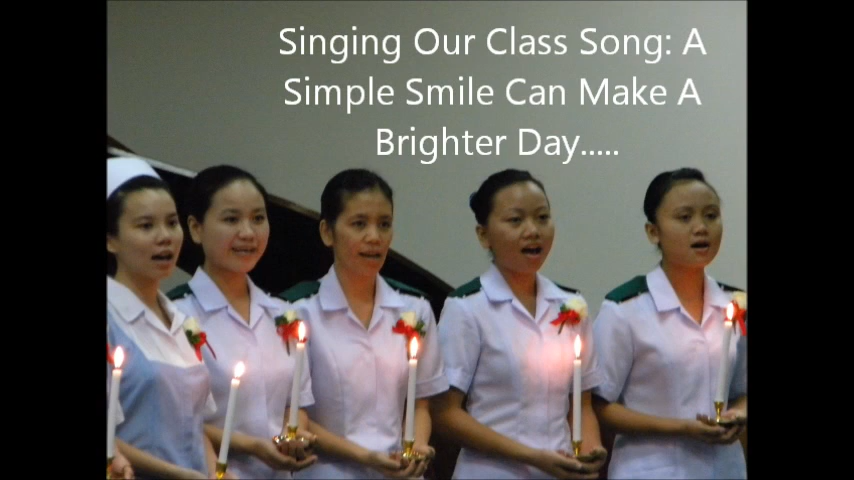 Singing Our Class Song: A
Simple Smile Can Make A
Brighter Day.....